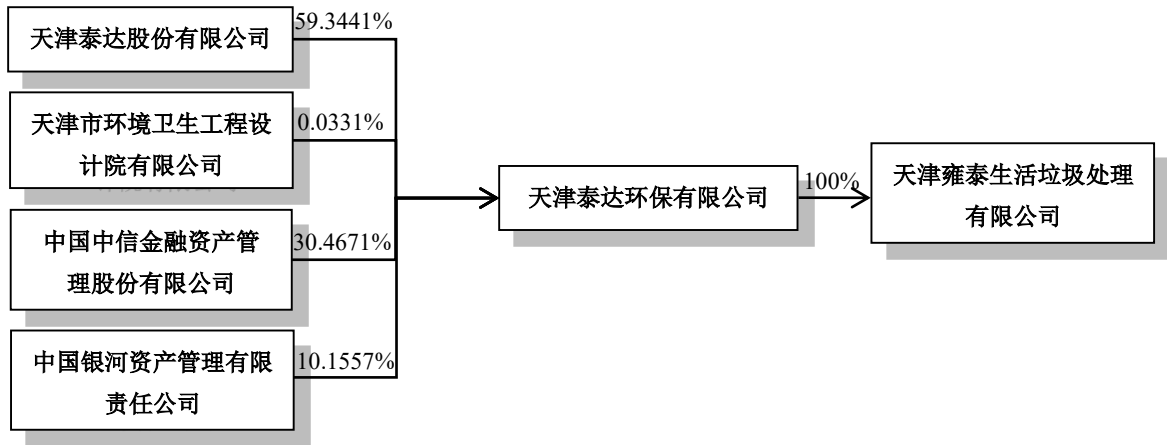 天津泰达股份有限公司
59.3441%
天津市环境卫生工程设
计院有限公司
0.0331%
中国中信金融资产管
理股份有限公司
30.4671%
中国银河资产管理有限
责任公司
10.1557%
天津泰达环保有限公司
100%
天津雍泰生活垃圾处理
有限公司